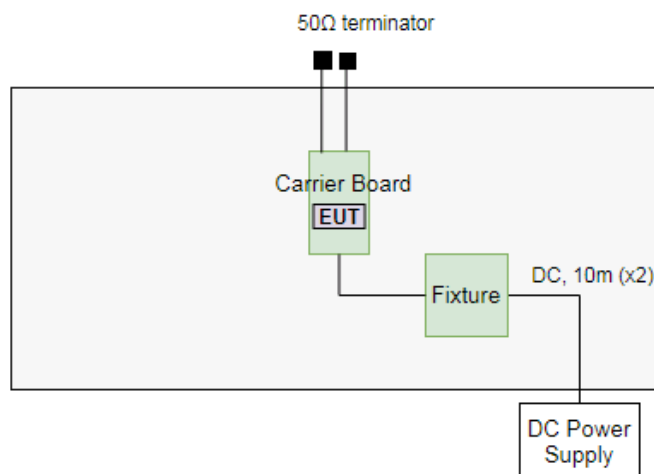 50Ω terminator
Carrier Board
EUT
Fixture
DC, 10m (x2)
DC Power
Supply